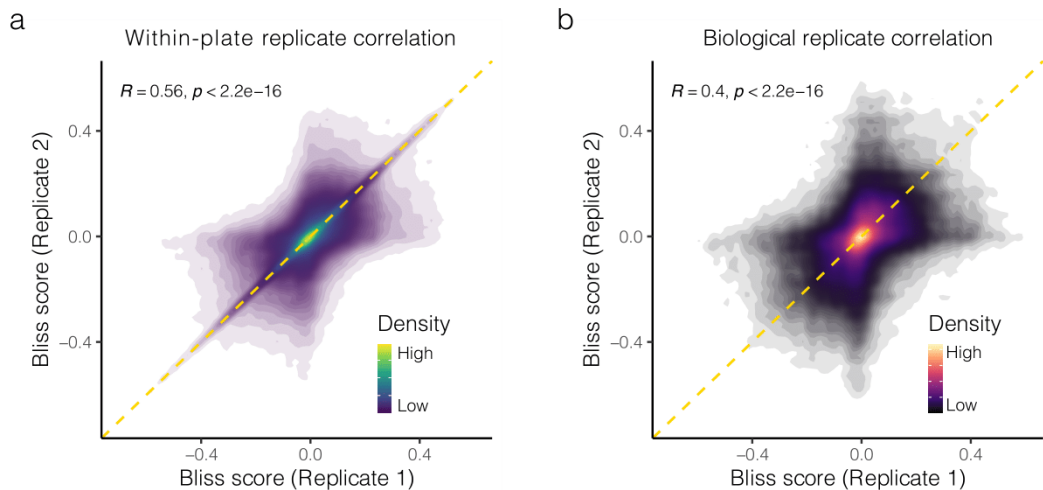 a
Within-plate replicate correlation
R = 0.56, p < 2.2e−16
0.4
0.0
−0.4
Bliss score (Replicate 2)
Density
High
Low
−0.4
0.0
0.4
Bliss score (Replicate 1)
b
Biological replicate correlation
R = 0.4, p < 2.2e−16
0.4
0.0
−0.4
Bliss score (Replicate 2)
Density
High
Low
−0.4
0.0
0.4
Bliss score (Replicate 1)